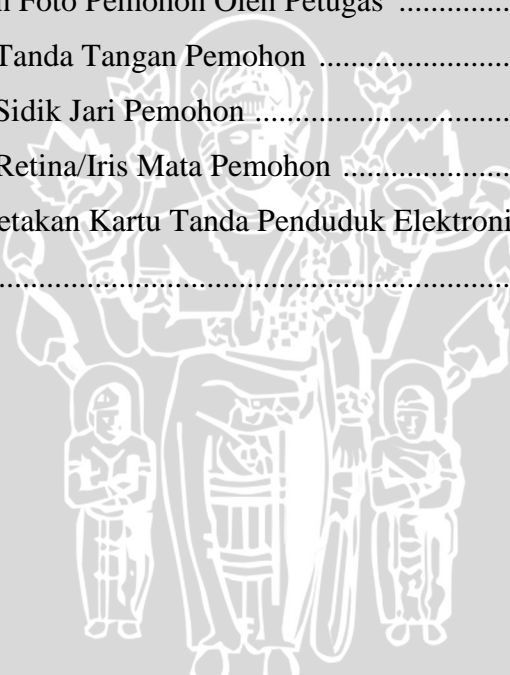 Foto Pemohon Oleh Petugas ..............
Tanda Tangan Pemohon ........................
Sidik Jari Pemohon ................................
Retina/Iris Mata Pemohon .....................
etakan Kartu Tanda Penduduk Elektroni
................................................................